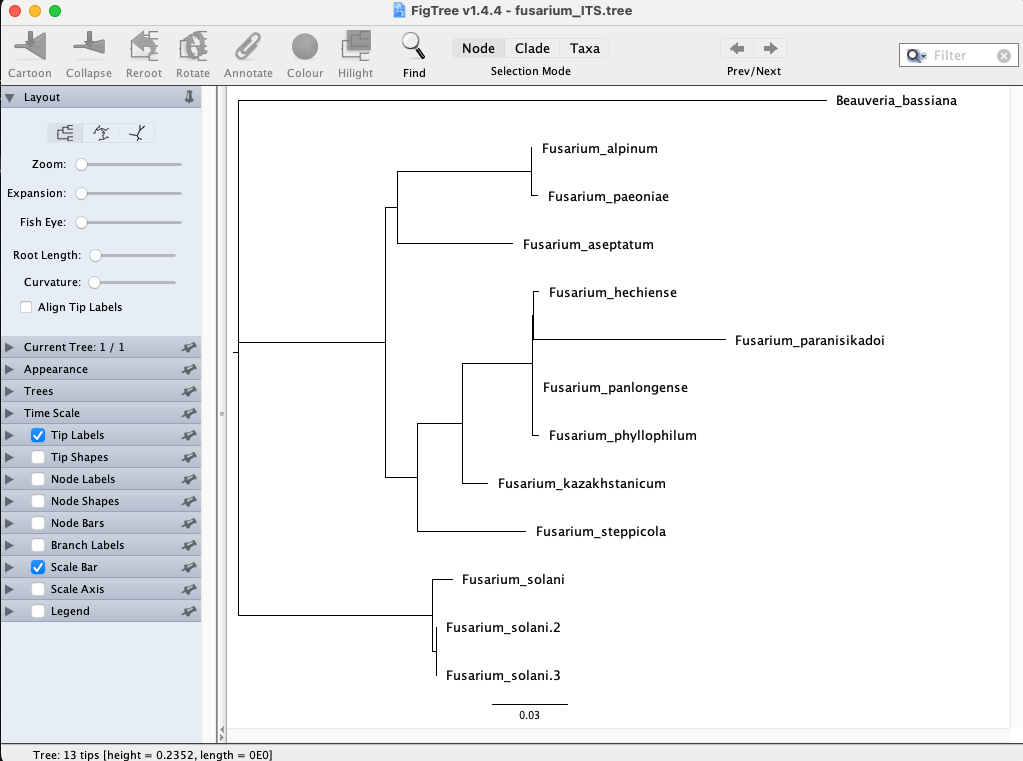 FigTree v1.4.4 - fusarium_ITS.tree
Cartoon Collapse Reroot Rotate Annotate Colour Hilight Find
Node Clade Taxa
Selection Mode
Prev/Next
Filter
Layout
Zoom:
Expansion:
Fish Eye:
Root Length:
Curvature:
Align Tip Labels
Current Tree: 1 / 1
Appearance
Trees
Time Scale
Tip Labels
Tip Shapes
Node Labels
Node Shapes
Node Bars
Branch Labels
Scale Bar
Scale Axis
Legend
Beauveria_bassiana
Fusarium_alpinum
Fusarium_paeoniae
Fusarium_aseptatum
Fusarium_hechiense
Fusarium_paranisikadoi
Fusarium_panlongense
Fusarium_phyllophilum
Fusarium_kazakhstanicum
Fusarium_steppicola
Fusarium_solani
Fusarium_solani.2
Fusarium_solani.3
0.03
Tree: 13 tips [height = 0.2352, length = 0E0]